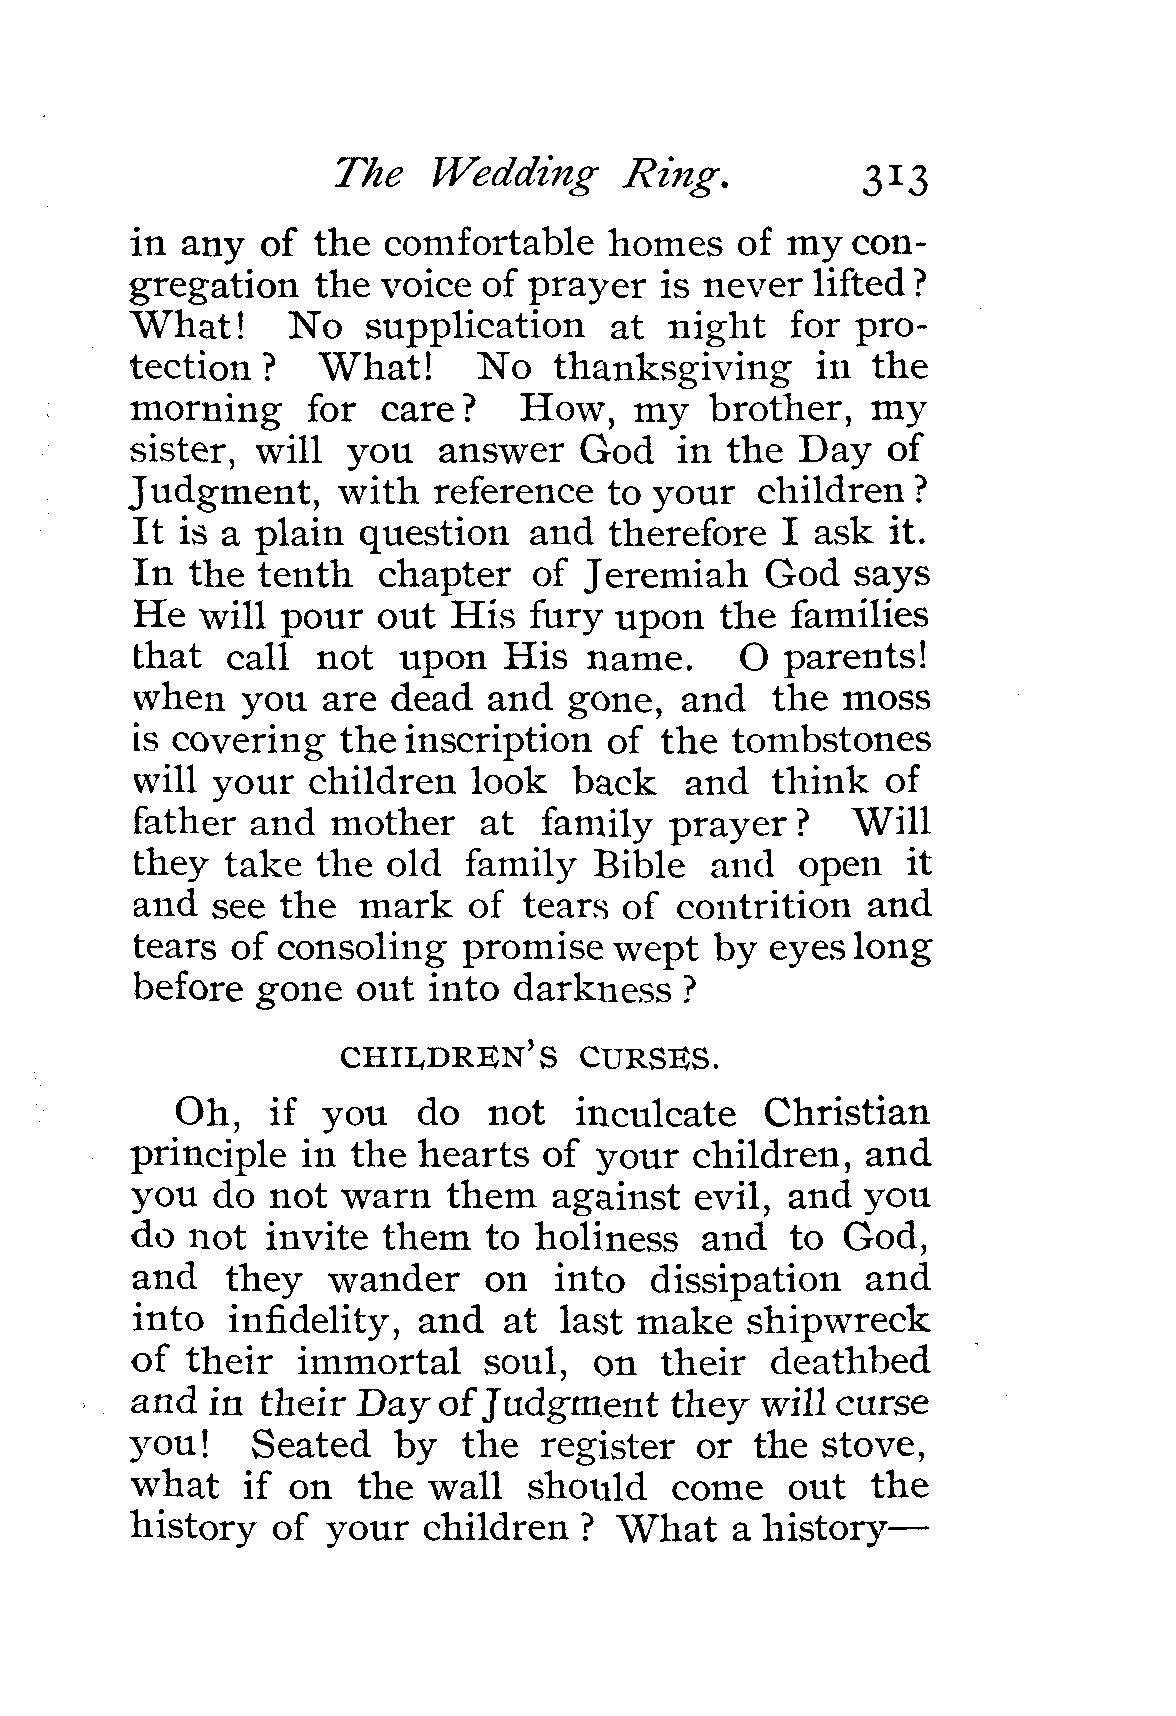 The Wedding Ring. 313
in any of the comfortable homes of my con-
gregation the voice of prayer is never lifted?
What! No supplication at night for pro-
tection? What! No thanksgiving in the
morning for care? How, my brother, my
sister, will you answer God in the Day of
Judgment, with reference to your children?
It is a plain question and therefore I ask it.
In the tenth chapter of Jeremiah God says
He will pour out His fury upon the families
that call not upon His name. O parents!
when you are dead and gone, and the moss
is covering the inscription of the tombstones
will your children look back and think of
father and mother at family prayer? Will
they take the old family Bible and open it
and see the mark of tears of contrition and
tears of consoling promise wept by eyes long
before gone out into darkness?
CHILDREN'S CURSES.
Oh, if you do not inculcate Christian
principle in the hearts of your children, and
you do not warn them against evil, and you
do not invite them to holiness and to God,
and they wander on into dissipation and
into infidelity, and at last make shipwreck
of their immortal soul, on their deathbed
and in their Day of Judgment they will curse
you! Seated by the register or the stove,
what if on the wall should come out the
history of your children? What a history—